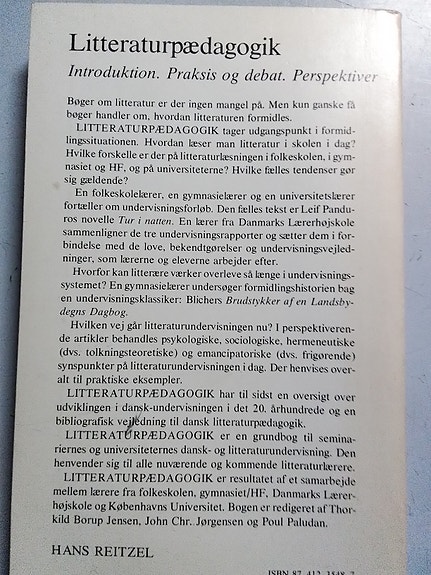 Litteraturpædagogik
Introduktion. Praksis og debat. Perspektiver
Bøger om litteratur er der ingen mangel på. Men kun ganske få
bøger handler om, hvordan litteraturen formidles.
LITTERATURPÆDAGOGIK tager udgangspunkt i formid-
lingssituationen. Hvordan læser man litteratur i skolen i dag?
Hvilke forskelle er der på litteraturlæsningen i folkeskolen, i gym-
nasiet og HF, og på universiteterne? Hvilke fælles tendenser gør
sig gældende?
En folkeskolelærer, en gymnasielærer og en universitetslærer
fortæller om undervisningsforløb. Den fælles tekst er Leif Pandu-
ros novelle Tur i natten. En lærer fra Danmarks Lærerhøjskole
sammenligner de tre undervisningsrapporter og sætter dem i for-
bindelse med de love, bekendtgørelser og undervisningsvejled-
ninger, som lærerne og eleverne arbejder efter.
Hvorfor kan litterære værker overleve så længe i undervisnings-
systemet? En gymnasielærer undersøger formidlingshistorien bag
en undervisningsklassiker: Blichers Brudstykker af en Landsby-
degns Dagbog.
Hvilken vej går litteraturundervisningen nu? I perspektiveren-
de artikler behandles psykologiske, sociologiske, hermeneutiske
(dvs. tolkningsteoretiske) og emancipatoriske (dvs. frigørende)
synspunkter på litteraturundervisningen i dag. Der henvises over-
alt til praktiske eksempler.
LITTERATURPÆDAGOGIK har til sidst en oversigt over
udviklingen i dansk-undervisningen i det 20. århundrede og en
bibliografisk vejledning til dansk litteraturpædagogik.
LITTERATURPÆDAGOGIK er en grundbog til semina-
riernes og universiteternes dansk- og litteraturundervisning. Den
henvender sig til alle nuværende og kommende litteraturlærere.
LITTERATURPÆDAGOGIK er resultatet af et samarbejde
mellem lærere fra folkeskolen, gymnasiet/HF, Danmarks Lærer-
højskole og Københavns Universitet. Bogen er redigeret af Thor-
kild Borup Jensen, John Chr. Jørgensen og Poul Paludan.
HANS REITZEL
ISBN 87 412 3548 7